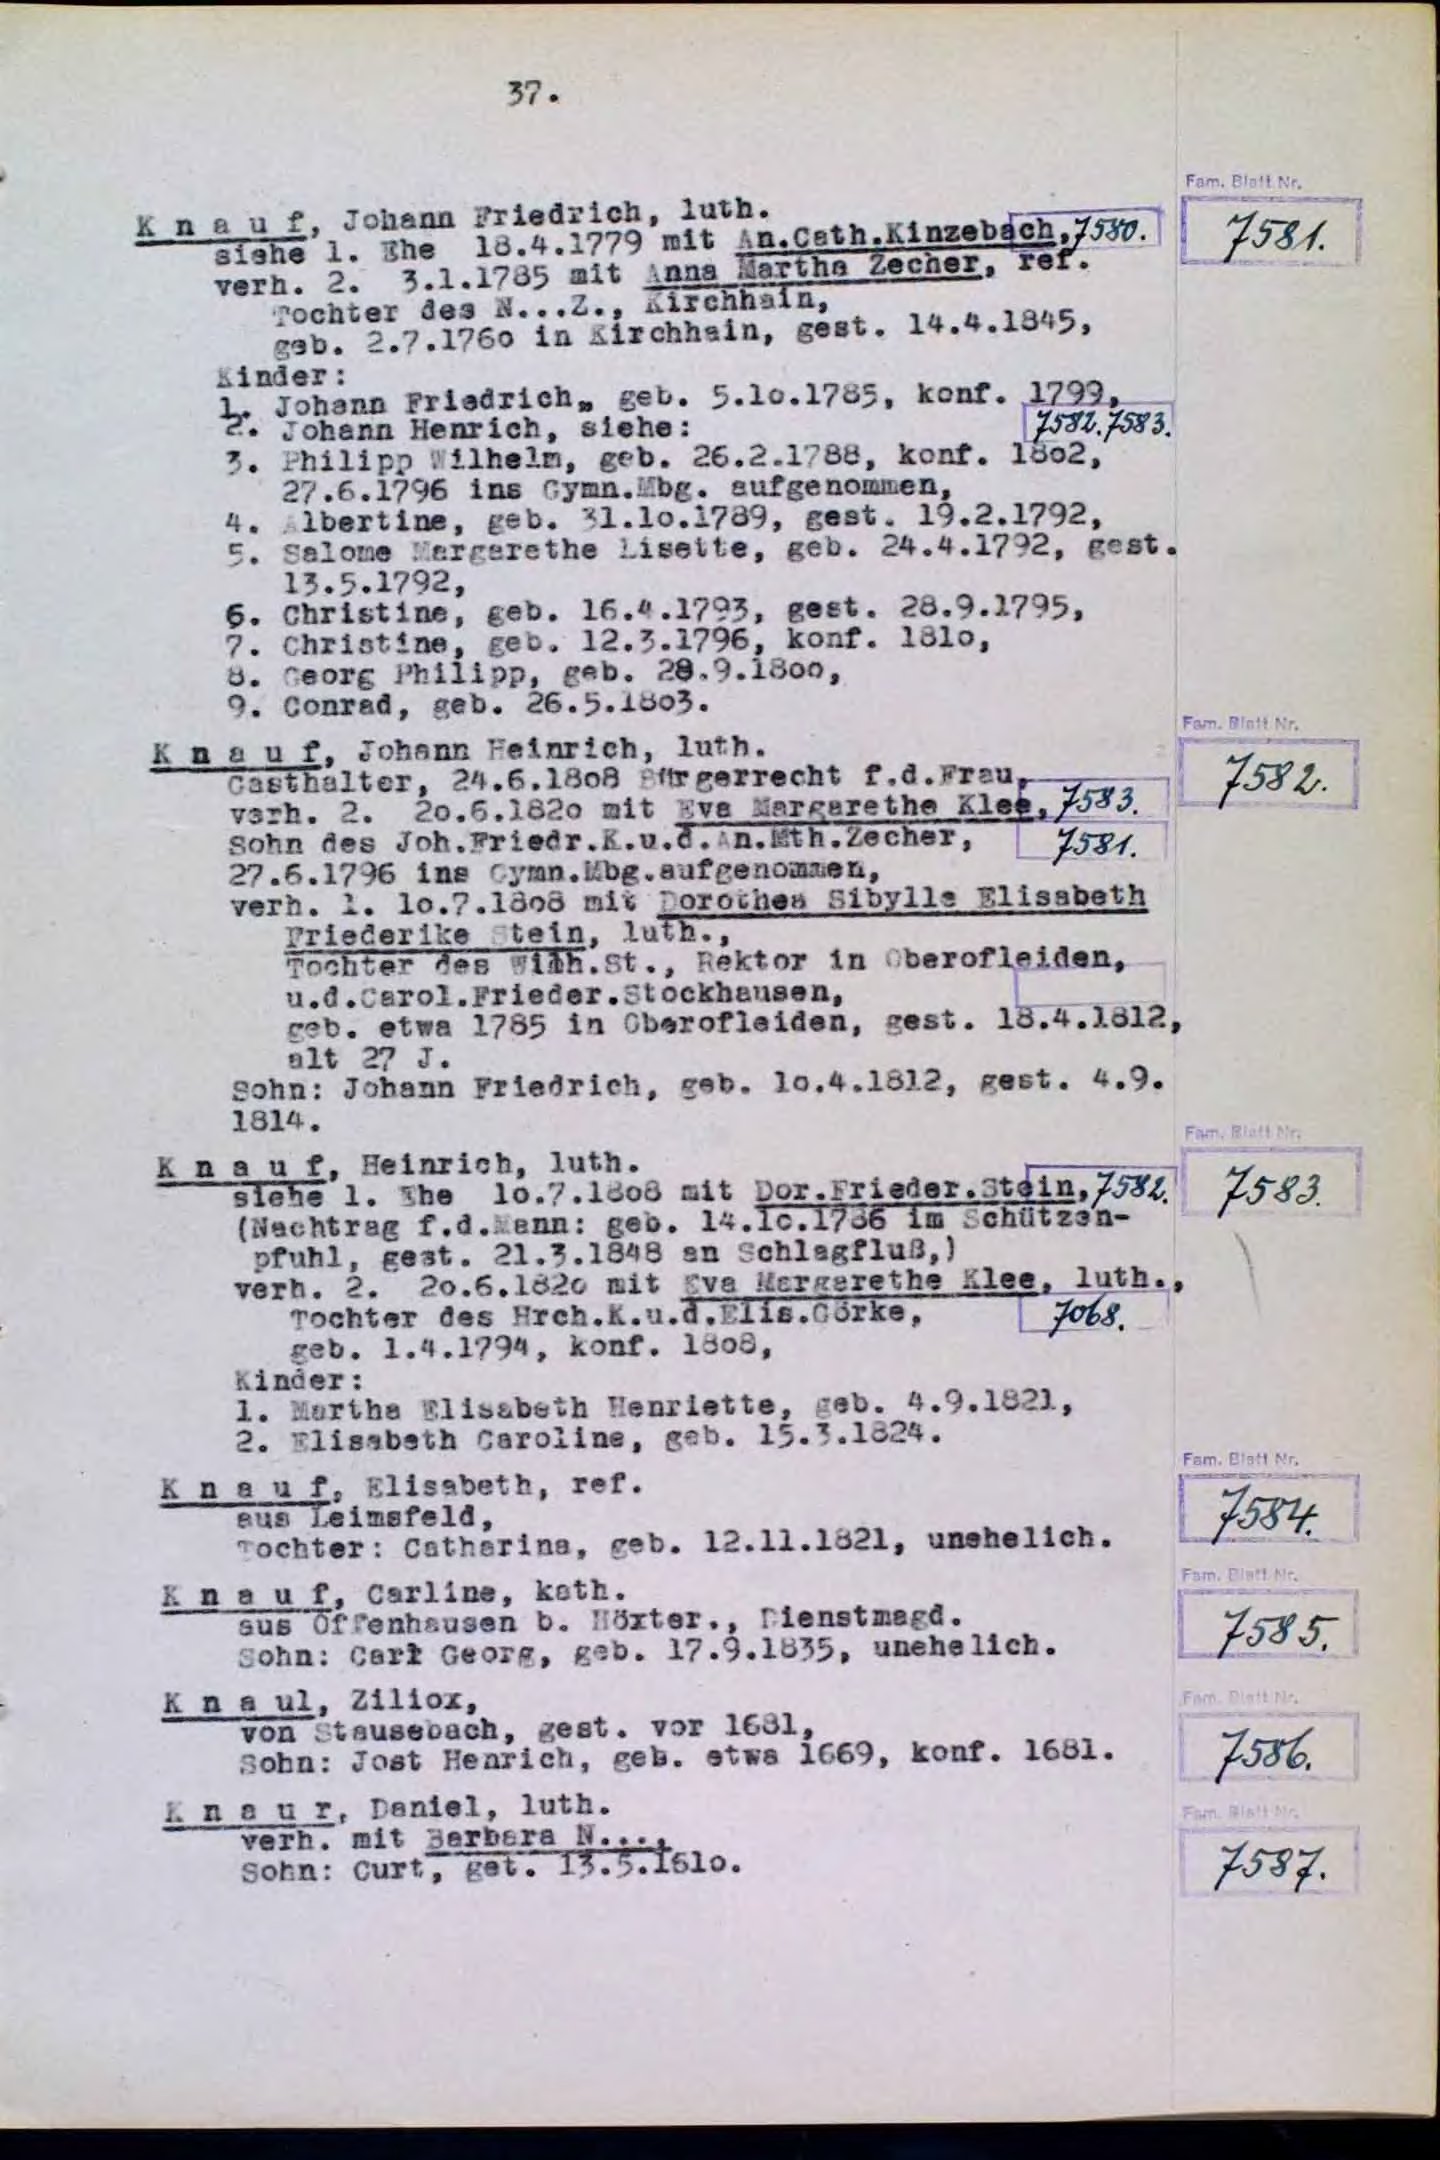 37.
Fam. Blatt Nr.
7581.
K n a u f, Johann Friedrich, luth.
siehe 1. Ehe 18.4.1779 mit An.Cath.Kinzebach, 7580.
verh. 2. 3.1.1785 mit Anna Martha Zecher, ref.
Tochter des N...Z., Kirchhain,
geb. 2.7.1760 in Kirchhain, gest. 14.4.1845,
Kinder:
1. Johann Friedrich, geb. 5.10.1785, konf. 1799,
2. Johann Henrich, siehe: 7582. 7583.
3. Philipp Wilhelm, geb. 26.2.1788, konf. 1802,
27.6.1796 ins Gymn.Mbg. aufgenommen,
4. Albertine, geb. 31.10.1789, gest. 19.2.1792,
5. Salome Margarethe Lisette, geb. 24.4.1792, gest.
13.5.1792,
6. Christine, geb. 16.4.1793, gest. 28.9.1795,
7. Christine, geb. 12.3.1796, konf. 1810,
8. Georg Philipp, geb. 28.9.1800,
9. Conrad, geb. 26.5.1803.
Fam. Blatt Nr.
7582.
K n a u f, Johann Heinrich, luth.
Gasthalter, 24.6.1808 Bürgerrecht f.d.Frau,
verh. 2. 20.6.1820 mit Eva Margarethe Klee, 7583.
Sohn des Joh.Friedr.K.u.d.An.Mth.Zecher, 7581.
27.6.1796 ins Gymn.Mbg.aufgenommen,
verh. 1. 10.7.1808 mit Dorothea Sibylle Elisabeth
Friederike Stein, luth.,
Tochter des Wilh.St., Rektor in Oberofleiden,
u.d.Carol.Frieder.Stockhausen,
geb. etwa 1785 in Oberofleiden, gest. 18.4.1812,
alt 27 J.
Sohn: Johann Friedrich, geb. 10.4.1812, gest. 4.9.
1814.
Fam. Blatt Nr.
7583.
K n a u f, Heinrich, luth.
siehe 1. Ehe 10.7.1808 mit Dor.Frieder.Stein, 7582.
(Nachtrag f.d.Mann: geb. 14.10.1786 im Schützen-
pfuhl, gest. 21.3.1848 an Schlagfluß,)
verh. 2. 20.6.1820 mit Eva Margarethe Klee, luth.,
Tochter des Hrch.K.u.d.Elis.Görke, 7068.
geb. 1.4.1794, konf. 1808,
Kinder:
1. Martha Elisabeth Henriette, geb. 4.9.1821,
2. Elisabeth Caroline, geb. 15.3.1824.
Fam. Blatt Nr.
7584.
K n a u f, Elisabeth, ref.
aus Leimsfeld,
Tochter: Catharina, geb. 12.11.1821, unehelich.
Fam. Blatt Nr.
7585.
K n a u f, Carline, kath.
aus Offenhausen b. Höxter., Dienstmagd.
Sohn: Carl Georg, geb. 17.9.1835, unehelich.
Fam. Blatt Nr.
7586.
K n a ul, Ziliox,
von Stausebach, gest. vor 1681,
Sohn: Jost Henrich, geb. etwa 1669, konf. 1681.
Fam. Blatt Nr.
7587.
K n a u r, Daniel, luth.
verh. mit Barbara N...,
Sohn: Curt, get. 13.5.1610.